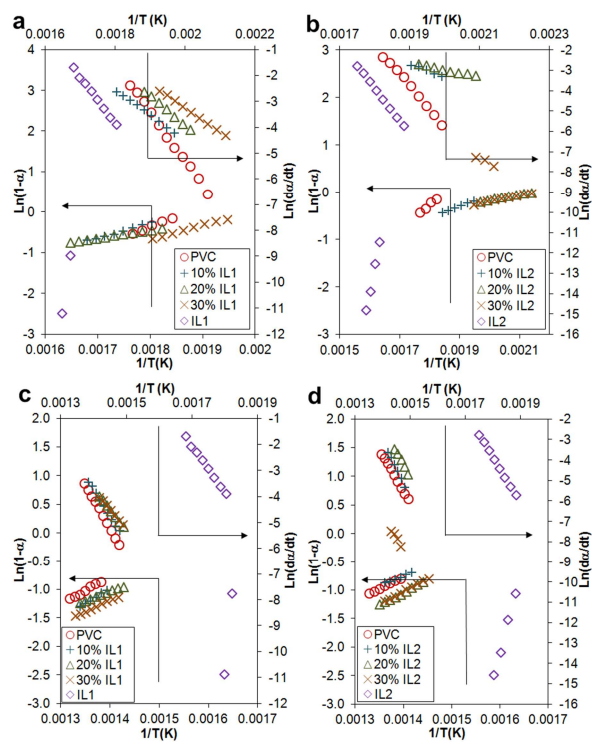 a
1/T(K)
0.0018 0.0019 0.002 0.0021 0.0022
4
3
2
1
0
-1
-2
-3
Ln(1-α)
-1
-2
-3
-4
-5
-6
-7
-8
-9
-10
-11
-12
Ln(dα/dt)
PVC
10% IL1
20% IL1
30% IL1
IL1
0.0016 0.0017 0.0018 0.0019 0.002
1/T(K)
b
1/T(K)
0.0017 0.0019 0.0021 0.0023
3
2
1
0
-1
-2
-3
Ln(1-α)
-2
-3
-4
-5
-6
-7
-8
-9
-10
-11
-12
-13
-14
-15
-16
Ln(dα/dt)
PVC
10% IL2
20% IL2
30% IL2
IL2
0.0015 0.0017 0.0019 0.0021
1/T(K)
c
1/T(K)
0.0013 0.0015 0.0017 0.0019
2.0
1.5
1.0
0.5
0.0
-0.5
-1.0
-1.5
-2.0
-2.5
-3.0
Ln(1-α)
-1
-2
-3
-4
-5
-6
-7
-8
-9
-10
-11
-12
Ln(dα/dt)
PVC
10% IL1
20% IL1
30% IL1
IL1
0.0013 0.0014 0.0015 0.0016 0.0017
1/T(K)
d
1/T(K)
0.0013 0.0015 0.0017 0.0019
2.0
1.5
1.0
0.5
0.0
-0.5
-1.0
-1.5
-2.0
-2.5
-3.0
Ln(1-α)
-2
-3
-4
-5
-6
-7
-8
-9
-10
-11
-12
-13
-14
-15
-16
Ln(dα/dt)
PVC
10% IL2
20% IL2
30% IL2
IL2
0.0013 0.0014 0.0015 0.0016 0.0017
1/T(K)